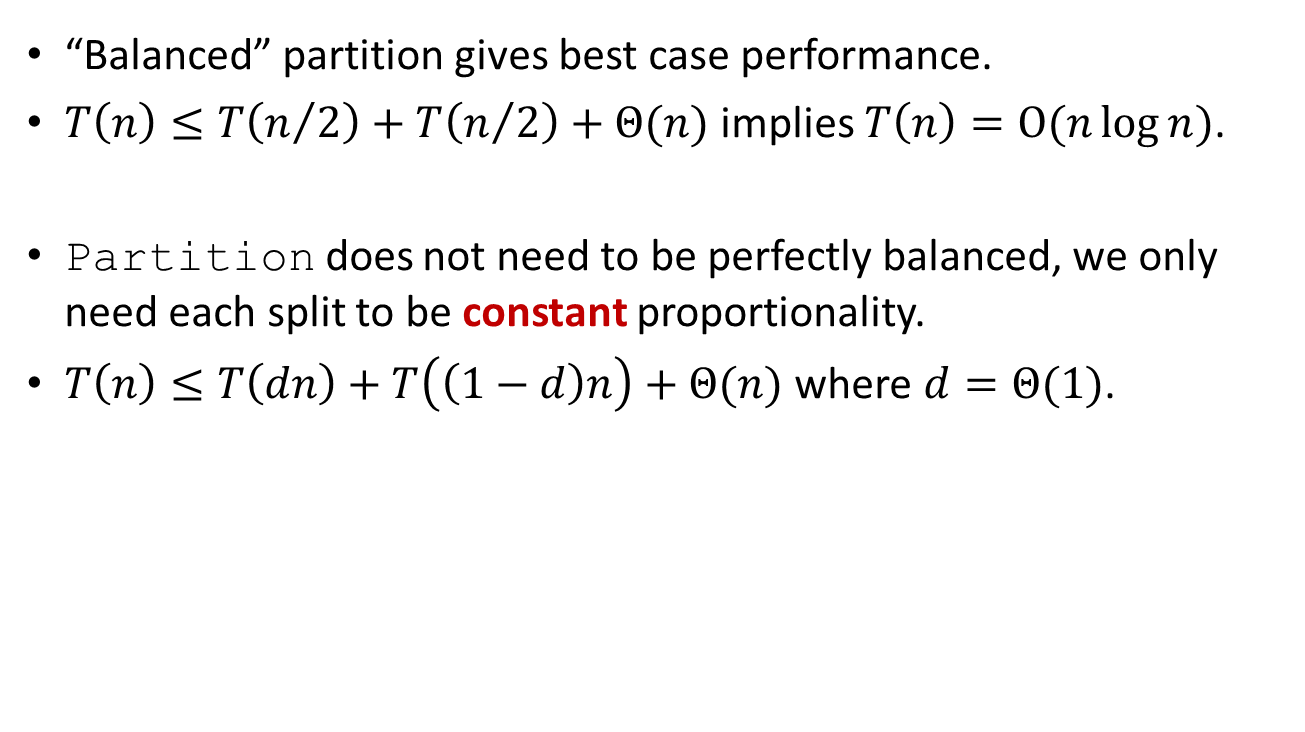 • “Balanced” partition gives best case performance.
• 𝑇(𝑛) ≤ 𝑇(𝑛/2) + 𝑇(𝑛/2) + Θ(𝑛) implies 𝑇(𝑛) = O(𝑛 log 𝑛).
• Partition does not need to be perfectly balanced, we only
need each split to be constant proportionality.
• 𝑇(𝑛) ≤ 𝑇(𝑑𝑛) + 𝑇((1 − 𝑑)𝑛) + Θ(𝑛) where 𝑑 = Θ(1).